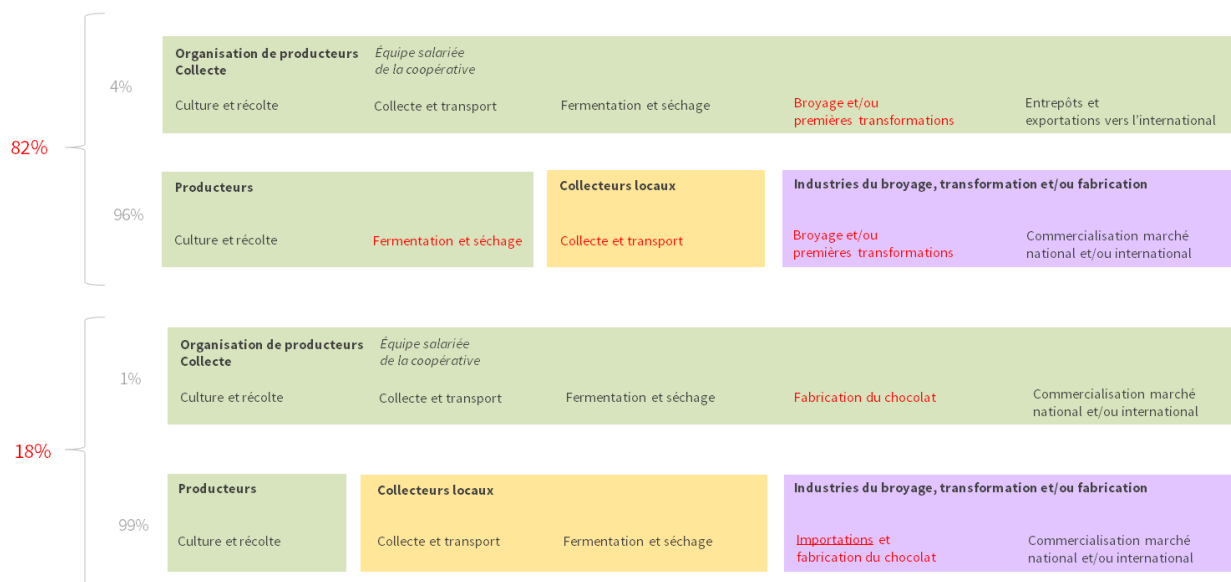 82%
4%
Organisation de producteurs
Collecte
Équipe salariée
de la coopérative
Culture et récolte
Collecte et transport
Fermentation et séchage
Broyage et/ou
premières transformations
Entrepôts et
exportations vers l'international
96%
Producteurs
Culture et récolte
Fermentation et séchage
Collecteurs locaux
Collecte et transport
Industries du broyage, transformation et/ou fabrication
Broyage et/ou
premières transformations
Commercialisation marché
national et/ou international
18%
1%
Organisation de producteurs
Collecte
Équipe salariée
de la coopérative
Culture et récolte
Collecte et transport
Fermentation et séchage
Fabrication du chocolat
Commercialisation marché
national et/ou international
99%
Producteurs
Culture et récolte
Collecteurs locaux
Collecte et transport
Fermentation et séchage
Industries du broyage, transformation et/ou fabrication
Importations et
fabrication du chocolat
Commercialisation marché
national et/ou international